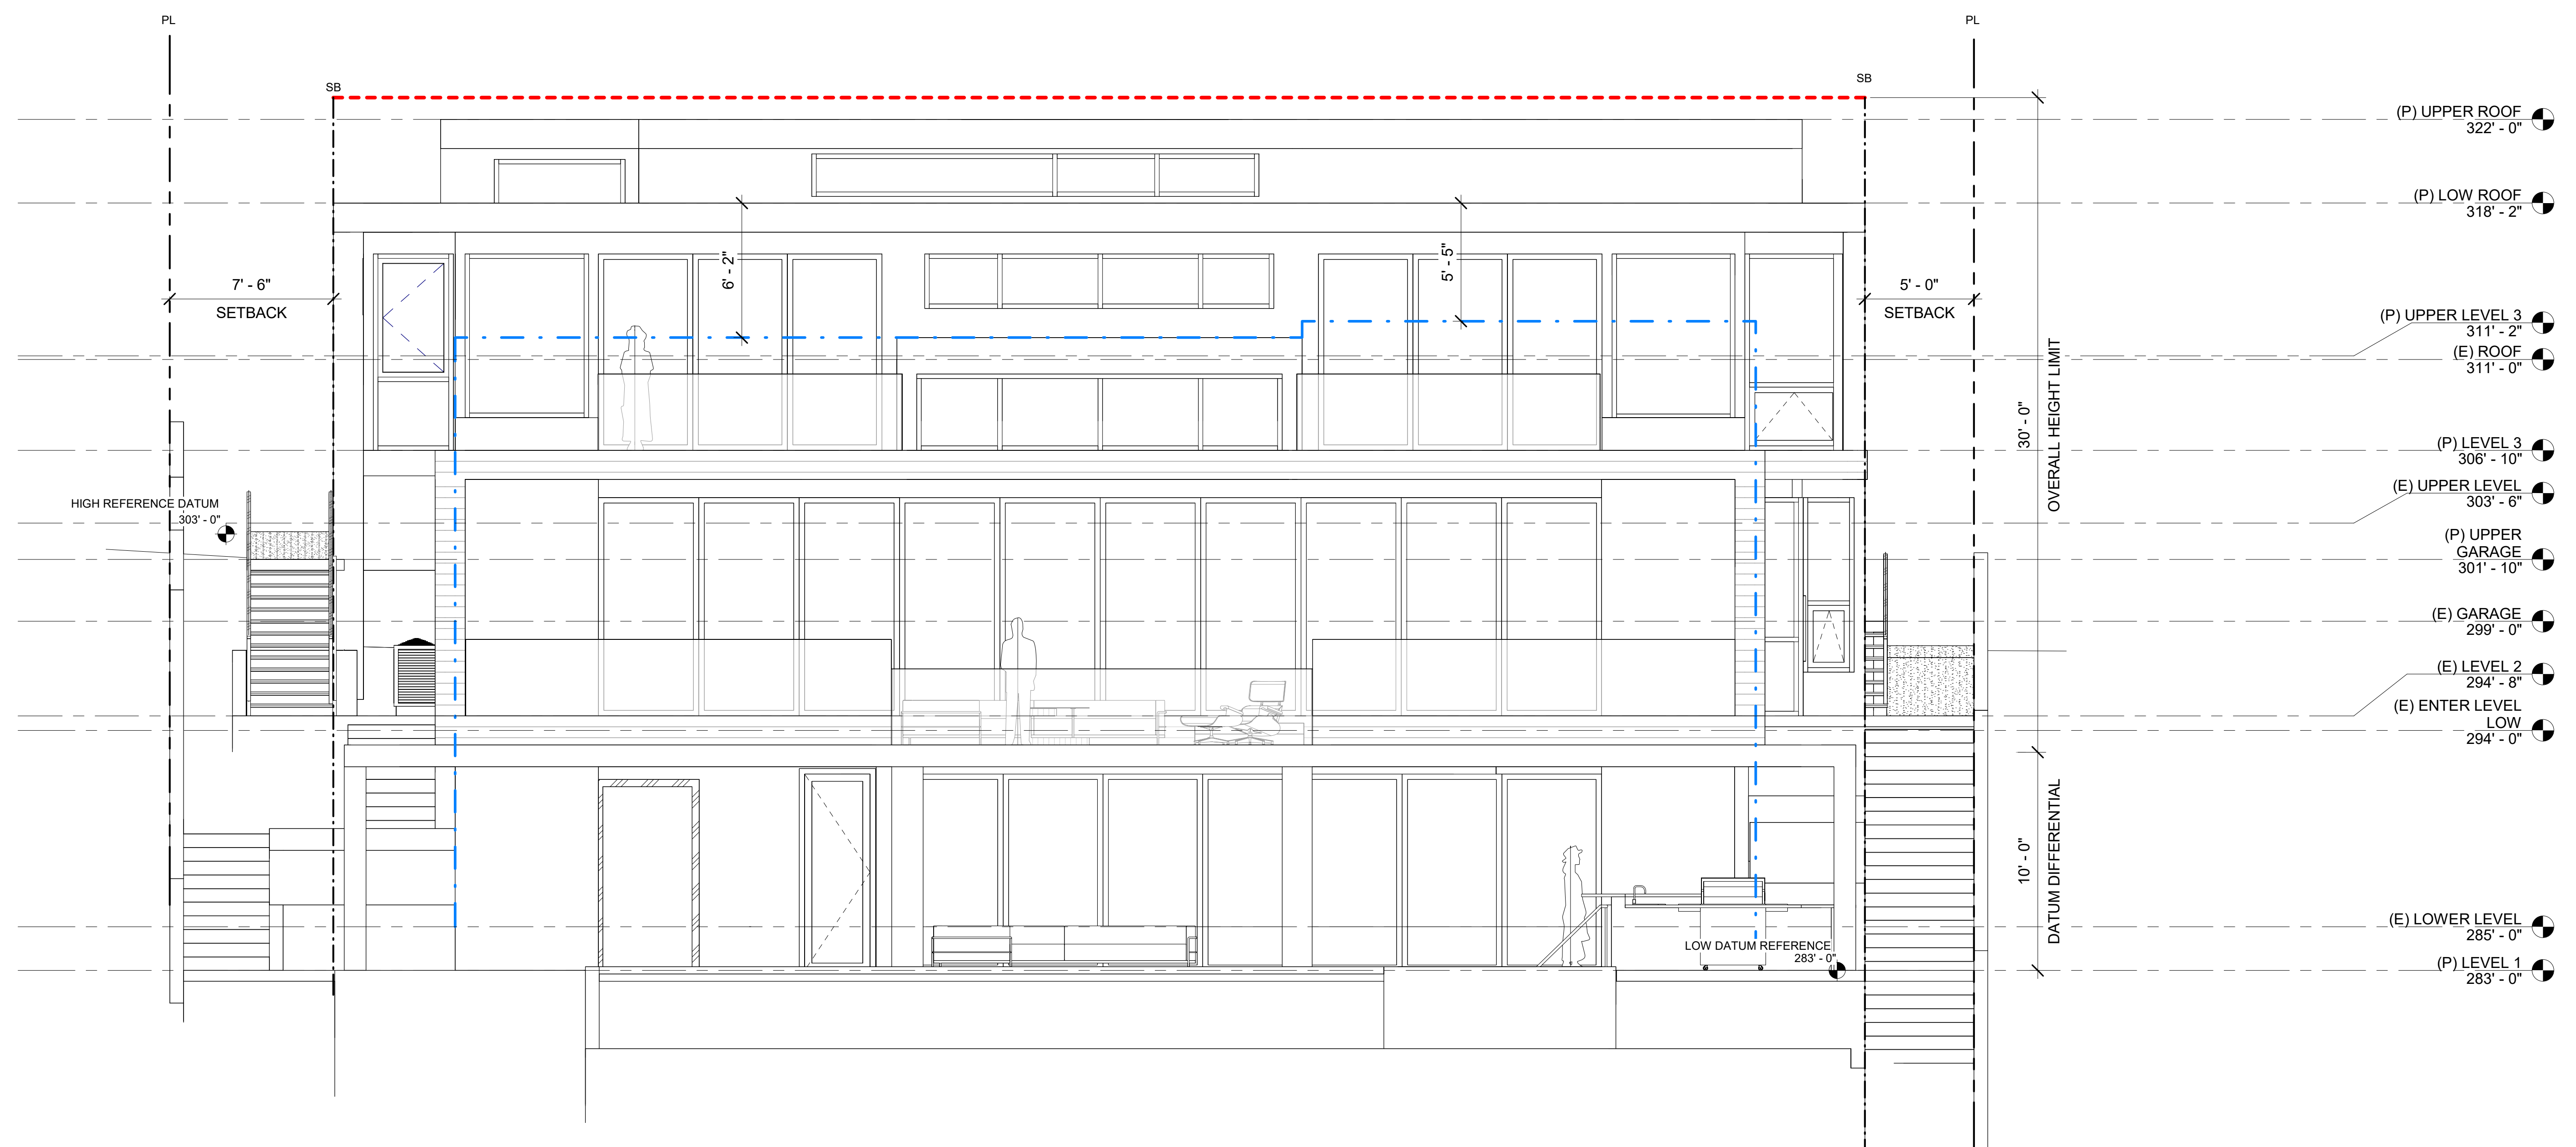 PL
PL
SB
SB
(P) UPPER ROOF
322' - 0"
(P) LOW ROOF
318' - 2"
6' - 2"
5' - 5"
7' - 6"
SETBACK
5' - 0"
SETBACK
(P) UPPER LEVEL 3
311' - 2"
(E) ROOF
311' - 0"
30' - 0"
OVERALL HEIGHT LIMIT
(P) LEVEL 3
306' - 10"
(E) UPPER LEVEL
303' - 6"
HIGH REFERENCE DATUM
303' - 0"
(P) UPPER
GARAGE
301' - 10"
(E) GARAGE
299' - 0"
(E) LEVEL 2
294' - 8"
(E) ENTER LEVEL
LOW
294' - 0"
10' - 0"
DATUM DIFFERENTIAL
(E) LOWER LEVEL
285' - 0"
LOW DATUM REFERENCE
283' - 0"
(P) LEVEL 1
283' - 0"